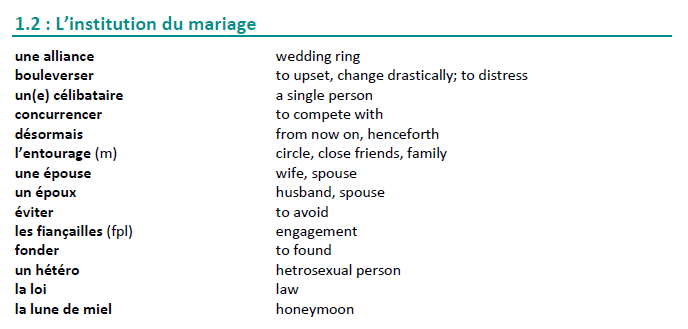 1.2 : L’institution du mariage
une alliance wedding ring
bouleverser to upset, change drastically; to distress
un(e) célibataire a single person
concurrencer to compete with
désormais from now on, henceforth
l’entourage (m) circle, close friends, family
une épouse wife, spouse
un époux husband, spouse
éviter to avoid
les fiançailles (fpl) engagement
fonder to found
un hétéro hetrosexual person
la loi law
la lune de miel honeymoon